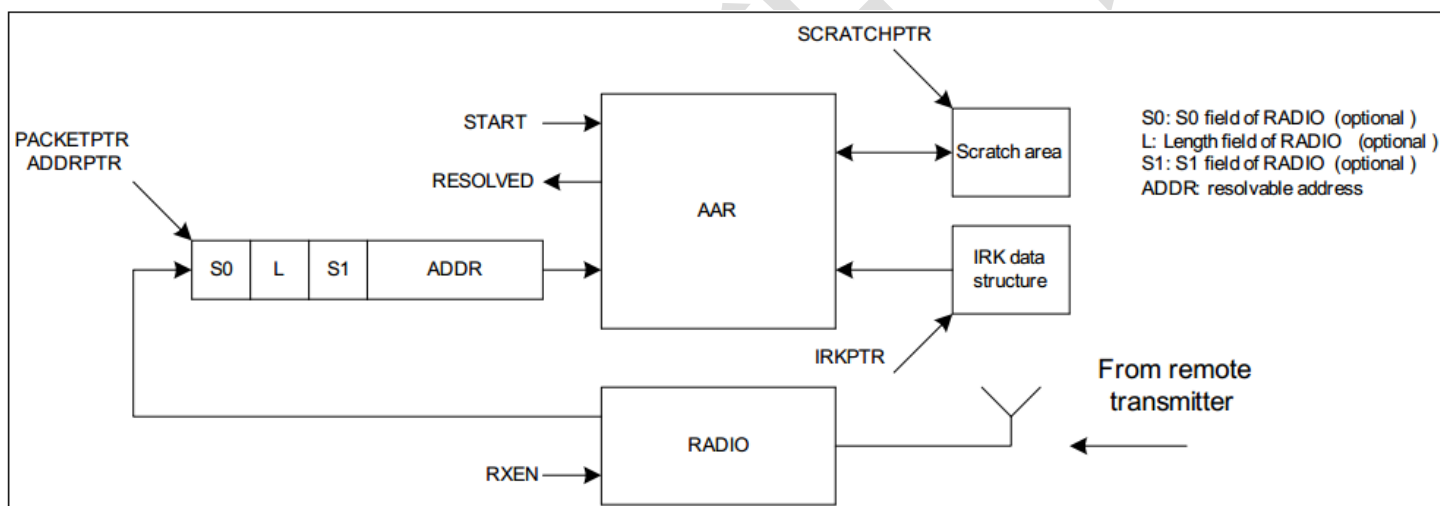 SCRATCHPTR
START
PACKETPTR
ADDRPTR
RESOLVED
AAR
Scratch area
S0: S0 field of RADIO (optional )
L: Length field of RADIO (optional )
S1: S1 field of RADIO (optional )
ADDR: resolvable address
S0 L S1 ADDR
IRK data
structure
IRKPTR
From remote
transmitter
RADIO
RXEN